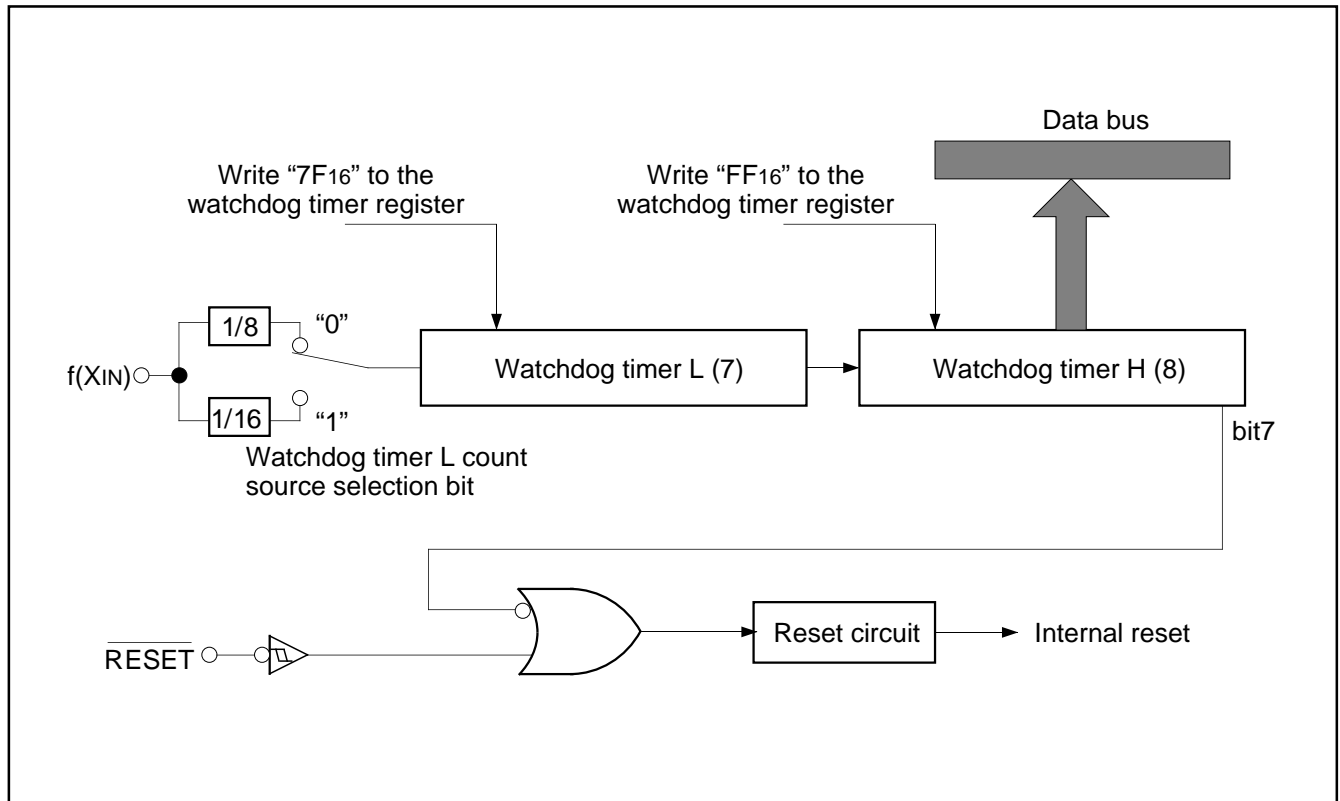 Data bus
Write “7F16” to the
watchdog timer register
Write “FF16” to the
watchdog timer register
1/8
“0”
f(XIN)
Watchdog timer L (7)
Watchdog timer H (8)
1/16
“1”
bit7
Watchdog timer L count
source selection bit
RESET
Reset circuit
Internal reset